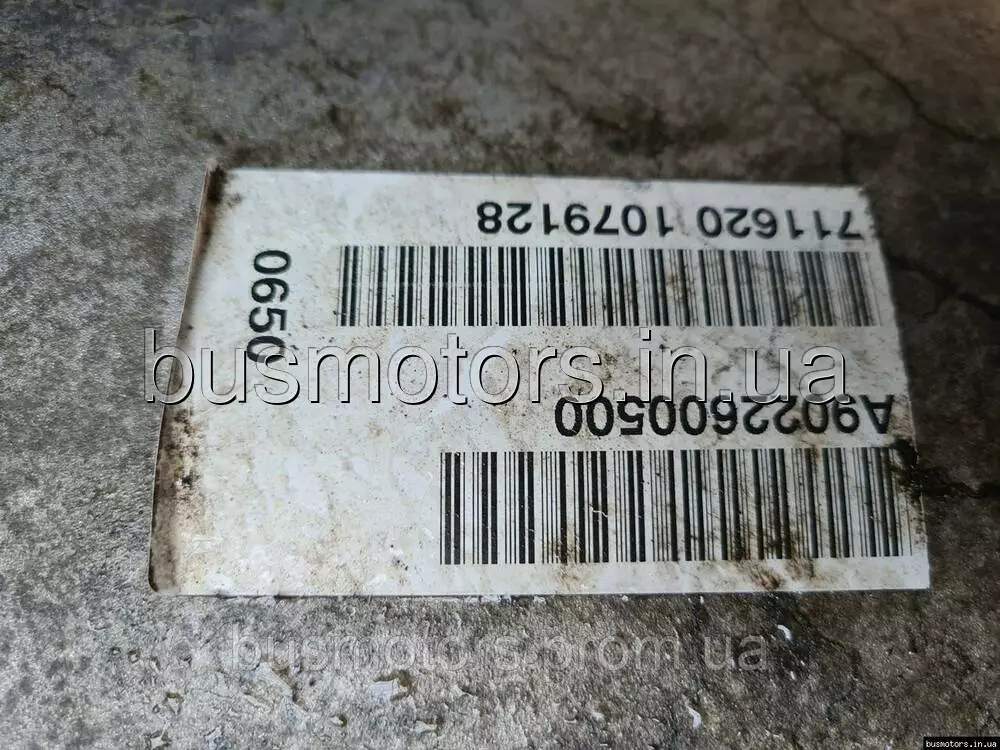 711620 1079128
0650
busmotors.in.ua
A9022600500
busmotors.prom.ua
busmotors.in.ua